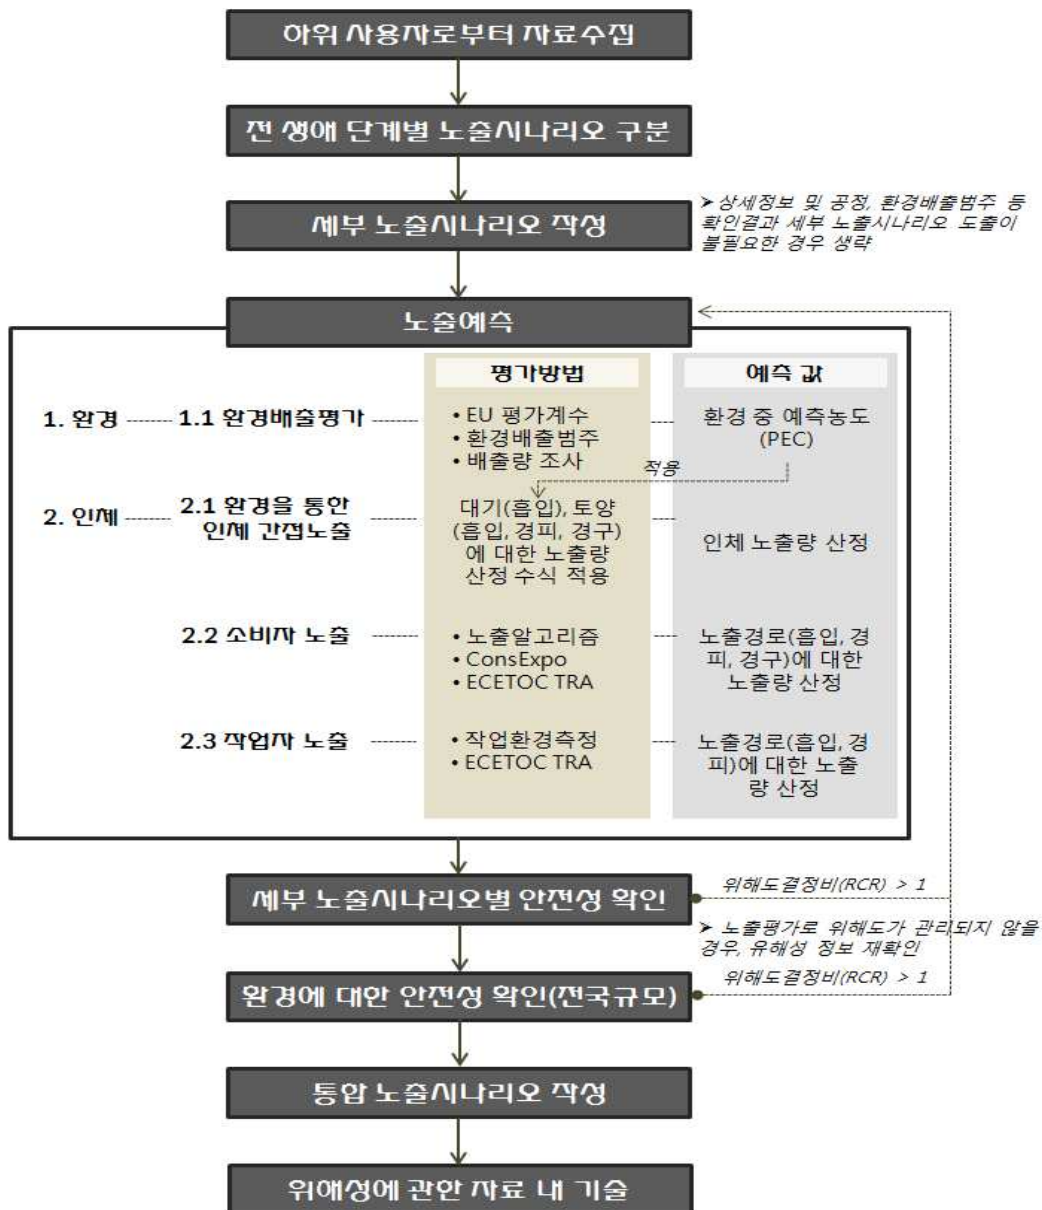 하위 사용자로부터 자료수집
전 생애 단계별 노출시나리오 구분
세부 노출시나리오 작성
➤ 상세정보 및 공정, 환경배출범주 등
확인결과 세부 노출시나리오 도출이
불필요한 경우 생략
노출예측
평가방법
예측 값
1. 환경
1.1 환경배출평가
• EU 평가계수
• 환경배출범주
• 배출량 조사
환경 중 예측농도
(PEC)
적용
2. 인체
2.1 환경을 통한
인체 간접노출
대기(흡입), 토양
(흡입, 경피, 경구)
에 대한 노출량
산정 수식 적용
인체 노출량 산정
2.2 소비자 노출
• 노출알고리즘
• ConsExpo
• ECETOC TRA
노출경로(흡입, 경
피, 경구)에 대한
노출량 산정
2.3 작업자 노출
• 작업환경측정
• ECETOC TRA
노출경로(흡입, 경
피)에 대한 노출
량 산정
세부 노출시나리오별 안전성 확인
위해도결정비(RCR) > 1
➤ 노출평가로 위해도가 관리되지 않을
경우, 유해성 정보 재확인
환경에 대한 안전성 확인(전국규모)
위해도결정비(RCR) > 1
통합 노출시나리오 작성
위해성에 관한 자료 내 기술